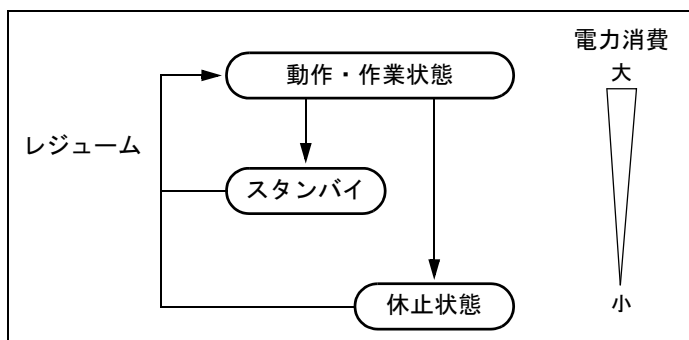 電力消費
大
動作・作業状態
レジューム
スタンバイ
休止状態
小